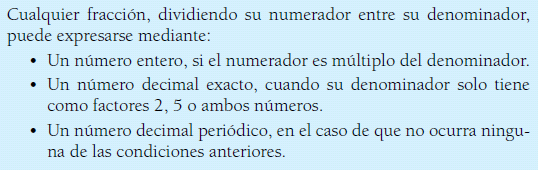 Cualquier fracción, dividiendo su numerador entre su denominador,
puede expresarse mediante:
• Un número entero, si el numerador es múltiplo del denominador.
• Un número decimal exacto, cuando su denominador solo tiene
como factores 2, 5 o ambos números.
• Un número decimal periódico, en el caso de que no ocurra ningu-
na de las condiciones anteriores.